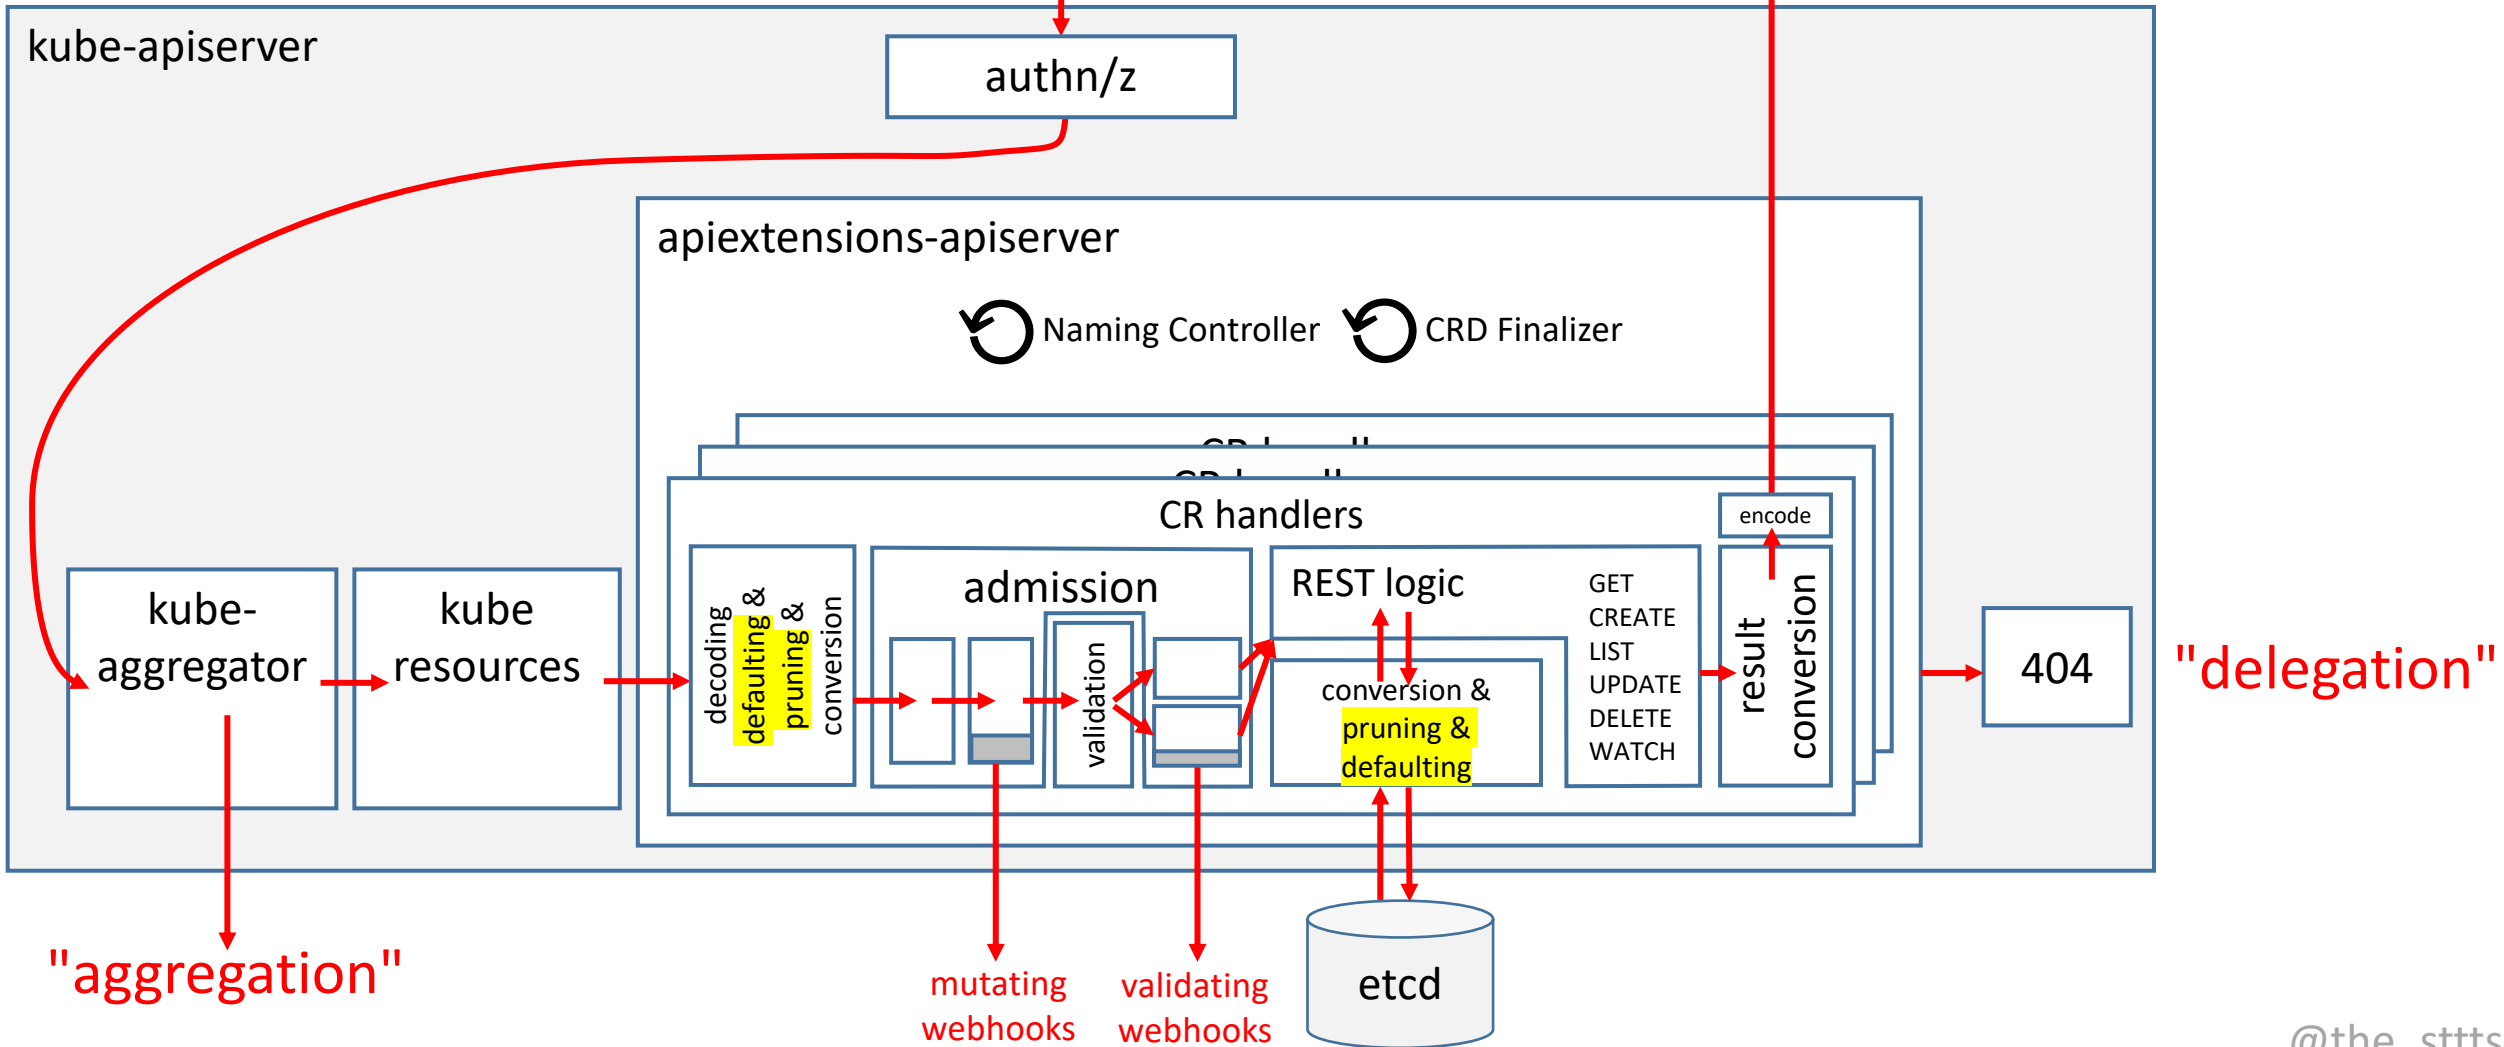 kube-apiserver
authn/z
apiextensions-apiserver
Naming Controller
CRD Finalizer
CR handlers
encode
kube-
aggregator
kube
resources
decoding
defaulting &
pruning &
conversion
admission
validation
REST logic
conversion &
pruning &
defaulting
GET
CREATE
LIST
UPDATE
DELETE
WATCH
result
conversion
404
"delegation"
"aggregation"
mutating
webhooks
validating
webhooks
etcd
@the_sttts